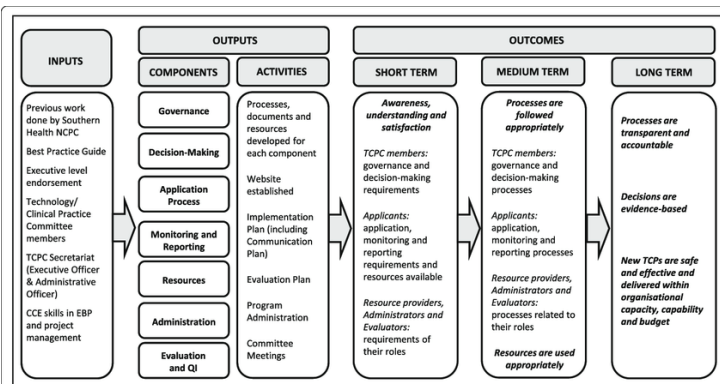 INPUTS
OUTPUTS
OUTCOMES
COMPONENTS
ACTIVITIES
SHORT TERM
MEDIUM TERM
LONG TERM
Previous work
done by Southern
Health NCPC
Best Practice Guide
Executive level
endorsement
Technology/
Clinical Practice
Committee
members
TCPC Secretariat
(Executive Officer
& Administrative
Officer)
CCE skills in EBP
and project
management
Governance
Decision-Making
Application
Process
Monitoring and
Reporting
Resources
Administration
Evaluation
and QI
Processes,
documents and
resources
developed for
each component
Website
established
Implementation
Plan (including
Communication
Plan)
Evaluation Plan
Program
Administration
Committee
Meetings
Awareness,
understanding and
satisfaction
TCPC members:
governance and
decision-making
requirements
Applicants:
application,
monitoring and
reporting
requirements and
resources available
Resource providers,
Administrators and
Evaluators:
requirements of
their roles
Processes are
followed
appropriately
TCPC members:
governance and
decision-making
processes
Applicants:
application,
monitoring and
reporting processes
Resource providers,
Administrators and
Evaluators:
processes related to
their roles
Resources are used
appropriately
Processes are
transparent and
accountable
Decisions are
evidence-based
New TCPs are safe
and effective and
delivered within
organisational
capacity, capability
and budget